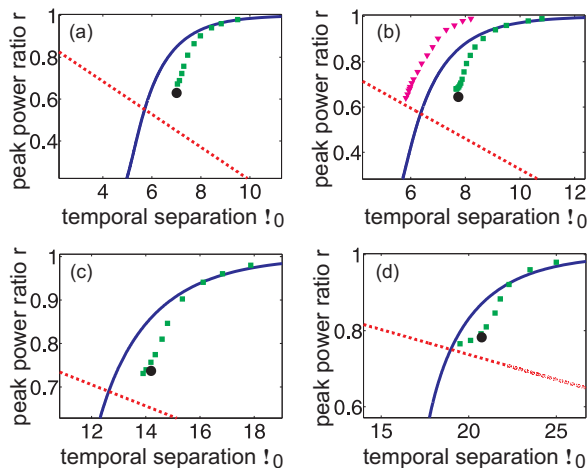 (a)
peak power ratio r
1
0.8
0.6
0.4
4 6 8 10
temporal separation !0
(b)
peak power ratio r
1
0.8
0.6
0.4
6 8 10 12
temporal separation !0
(c)
peak power ratio r
1
0.9
0.8
0.7
12 14 16 18
temporal separation !0
(d)
peak power ratio r
1
0.8
0.6
15 20 25
temporal separation !0